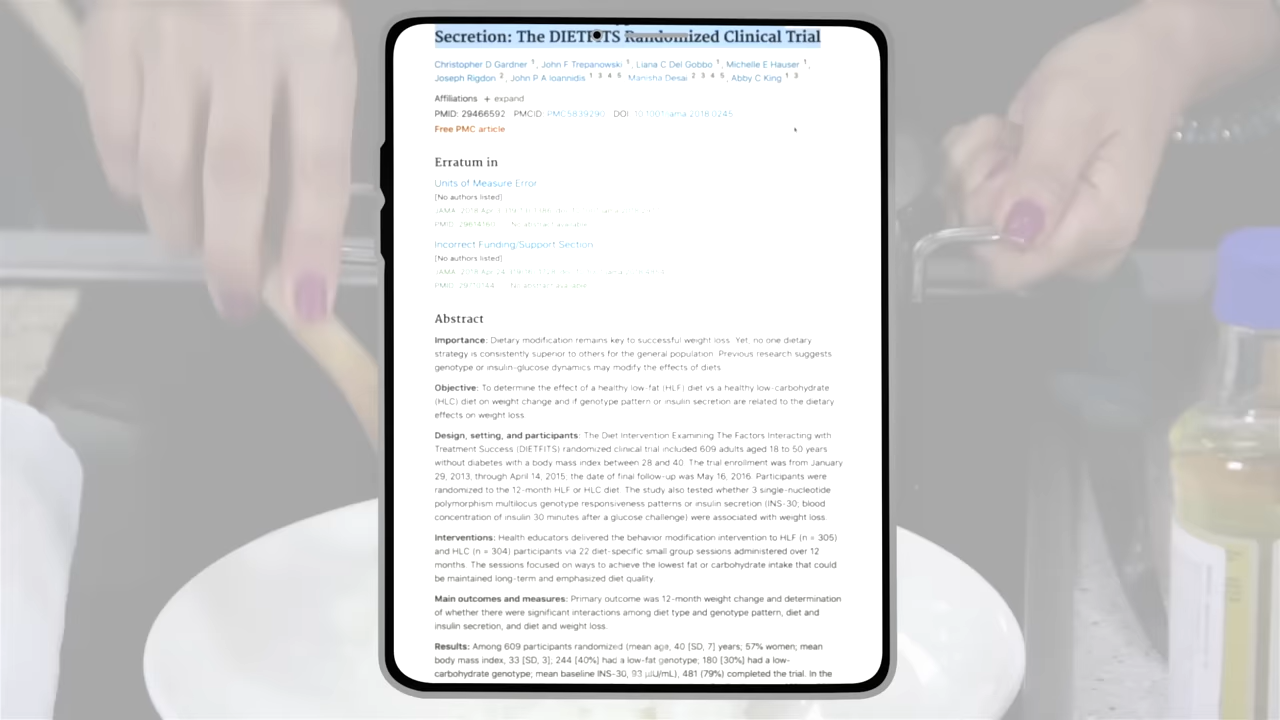 Secretion: The DIETFITS Randomized Clinical Trial
Christopher D Gardner 1, John F Trepanowski 1, Liana C Del Gobbo 1, Michelle E Hauser 1,
Joseph Rigdon 2, John P A Ioannidis 1 3 4 5 Manisha Desai 2 3 4 5, Abby C King 1 3
Affiliations + expand
PMID: 29466592 PMCID: PMC5839290 DOI: 10.1001/jama.2018.0245
Free PMC article
Erratum in
Units of Measure Error
[No authors listed]
Incorrect Funding/Support Section
[No authors listed]
Abstract
Importance: Dietary modification remains key to successful weight loss. Yet, no one dietary
strategy is consistently superior to others for the general population. Previous research suggests
genotype or insulin-glucose dynamics may modify the effects of diets.
Objective: To determine the effect of a healthy low-fat (HLF) diet vs a healthy low-carbohydrate
(HLC) diet on weight change and if genotype pattern or insulin secretion are related to the dietary
effects on weight loss.
Design, setting, and participants: The Diet Intervention Examining The Factors Interacting with
Treatment Success (DIETFITS) randomized clinical trial included 609 adults aged 18 to 50 years
without diabetes with a body mass index between 28 and 40. The trial enrollment was from January
29, 2013, through April 14, 2015; the date of final follow-up was May 16, 2016. Participants were
randomized to the 12-month HLF or HLC diet. The study also tested whether 3 single-nucleotide
polymorphism multilocus genotype responsiveness patterns or insulin secretion (INS-30; blood
concentration of insulin 30 minutes after a glucose challenge) were associated with weight loss.
Interventions: Health educators delivered the behavior modification intervention to HLF (n = 305)
and HLC (n = 304) participants via 22 diet-specific small group sessions administered over 12
months. The sessions focused on ways to achieve the lowest fat or carbohydrate intake that could
be maintained long-term and emphasized diet quality.
Main outcomes and measures: Primary outcome was 12-month weight change and determination
of whether there were significant interactions among diet type and genotype pattern, diet and
insulin secretion, and diet and weight loss.
Results: Among 609 participants randomized (mean age, 40 [SD, 7] years; 57% women; mean
body mass index, 33 [SD, 3]; 244 [40%] had a low-fat genotype; 180 [30%] had a low-
carbohydrate genotype; mean baseline INS-30, 93 μIU/mL), 481 (79%) completed the trial. In the